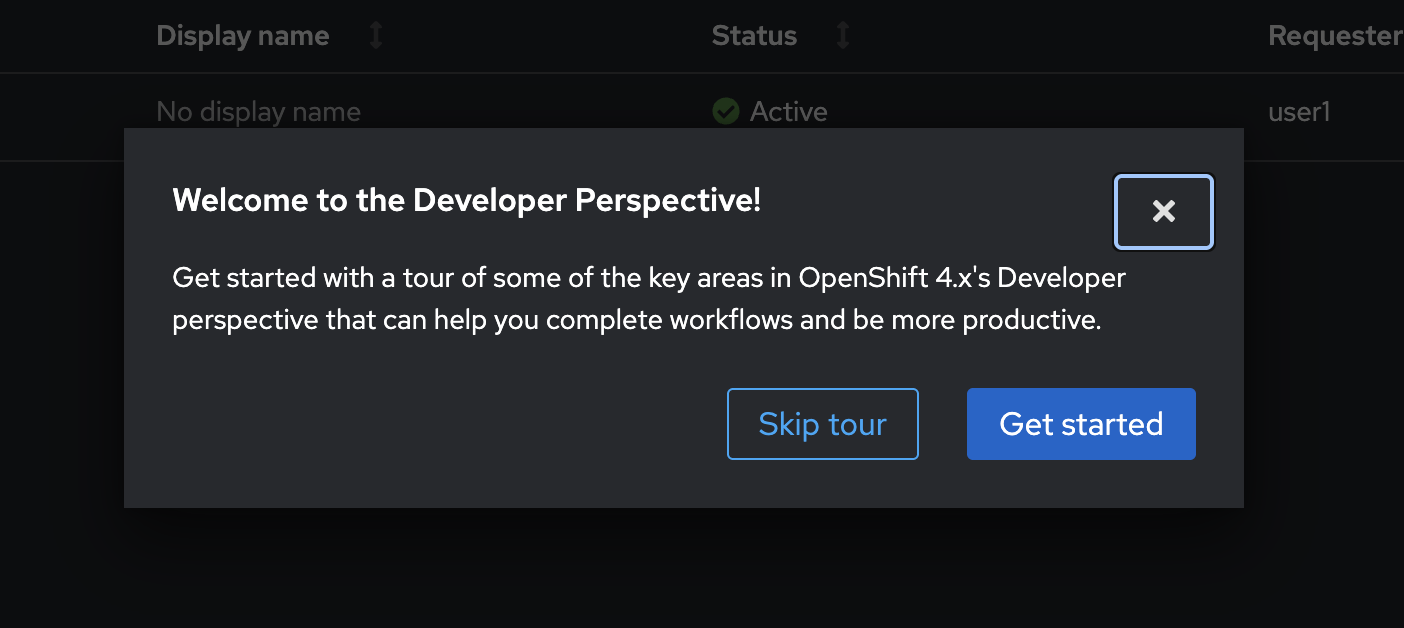 Display name Status Requester
No display name Active user1
Welcome to the Developer Perspective!
Get started with a tour of some of the key areas in OpenShift 4.x's Developer
perspective that can help you complete workflows and be more productive.
Skip tour Get started